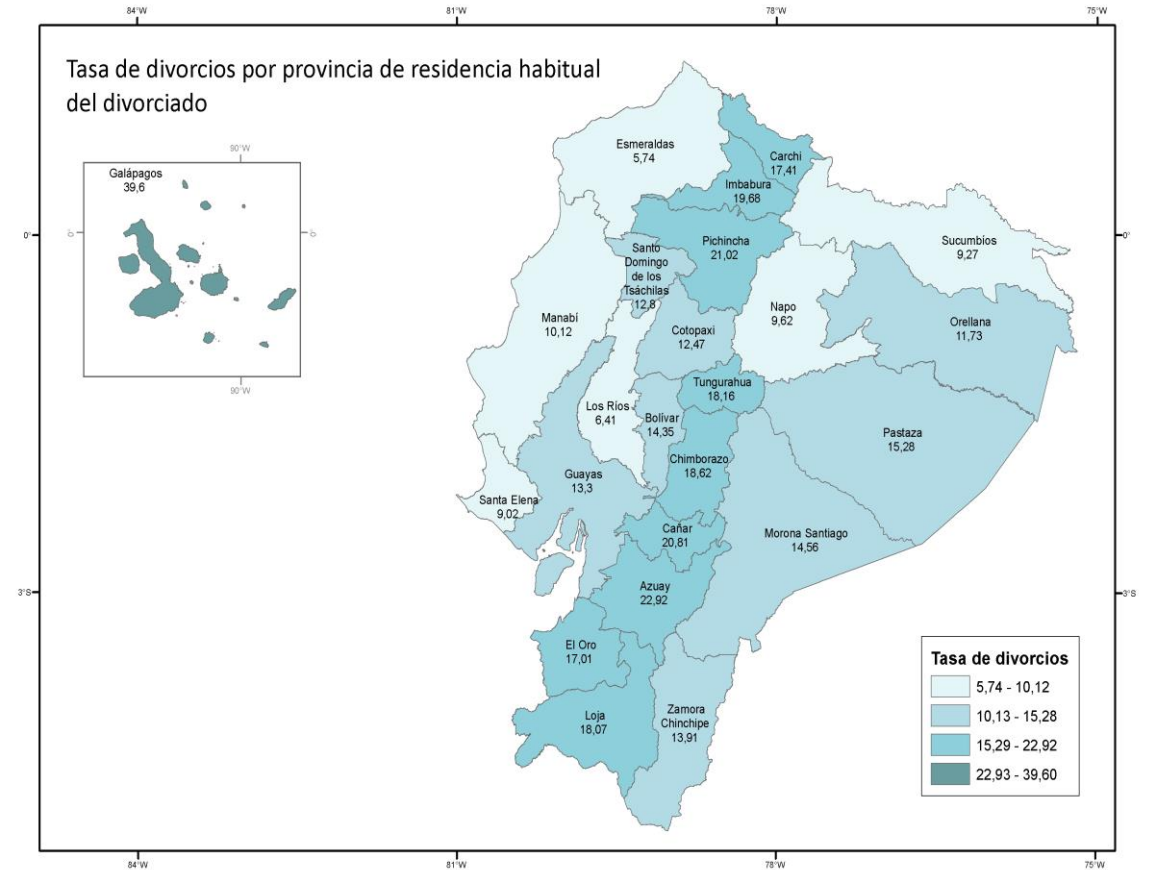 84°W
81°W
78°W
75°W
Tasa de divorcios por provincia de residencia habitual
del divorciado
90°W
Galápagos
39,6
0°
0°
90°W
Esmeraldas
5,74
Carchi
17,41
Imbabura
19,68
0°
0°
Pichincha
21,02
Sucumbíos
9,27
Santo
Domingo
de los
Tsáchilas
12,8
Manabí
10,12
Napo
9,62
Orellana
11,73
Cotopaxi
12,47
Tungurahua
18,16
Los Ríos
6,41
Bolívar
14,35
Pastaza
15,28
Chimborazo
18,62
Guayas
13,3
Santa Elena
9,02
Cañar
20,81
Morona Santiago
14,56
Azuay
22,92
3°S
3°S
El Oro
17,01
Loja
18,07
Zamora
Chinchipe
13,91
Tasa de divorcios
5,74 - 10,12
10,13 - 15,28
15,29 - 22,92
22,93 - 39,60
84°W
81°W
78°W
75°W